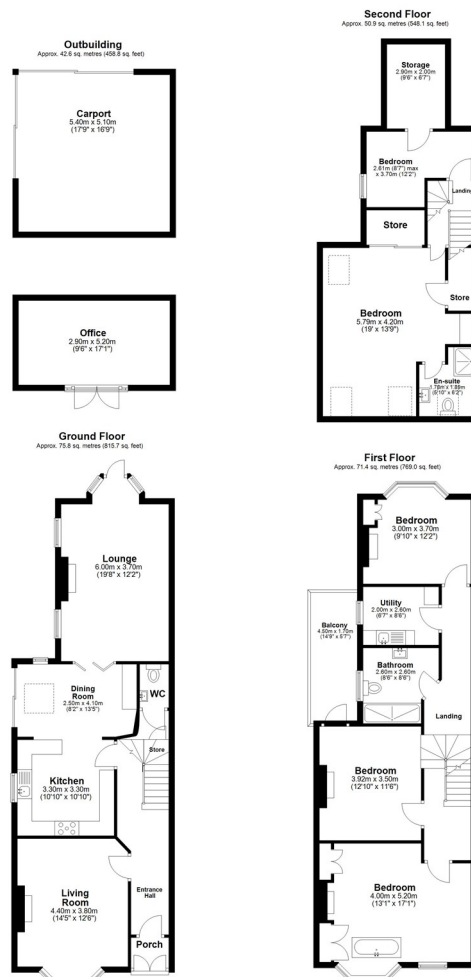 Outbuilding
Approx. 42.6 sq. metres (458.8 sq. feet)
Carport
5.40m x 5.10m
(17'9" x 16'9")
Office
2.90m x 5.20m
(9'6" x 17'1")
Ground Floor
Approx. 75.8 sq. metres (815.7 sq. feet)
Lounge
6.00m x 3.70m
(19'8" x 12'2")
Dining
Room
2.50m x 4.10m
(8'2" x 13'5")
WC
Store
Kitchen
3.30m x 3.30m
(10'10" x 10'10")
Living
Room
4.40m x 3.80m
(14'5" x 12'6")
Entrance
Hall
Porch
Second Floor
Approx. 50.9 sq. metres (548.1 sq. feet)
Storage
2.90m x 2.00m
(9'6" x 6'7")
Bedroom
2.61m (8'7") max
x 3.70m (12'2")
Landing
Store
Bedroom
5.79m x 4.20m
(19' x 13'9")
Store
En-suite
1.78m x 1.88m
(5'10" x 6'2")
First Floor
Approx. 71.4 sq. metres (769.0 sq. feet)
Bedroom
3.00m x 3.70m
(9'10" x 12'2")
Utility
2.00m x 2.60m
(6'7" x 8'6")
Balcony
4.50m x 1.70m
(14'9" x 5'7")
Bathroom
2.60m x 2.60m
(8'6" x 8'6")
Landing
Bedroom
3.92m x 3.50m
(12'10" x 11'6")
Bedroom
4.00m x 5.20m
(13'1" x 17'1")